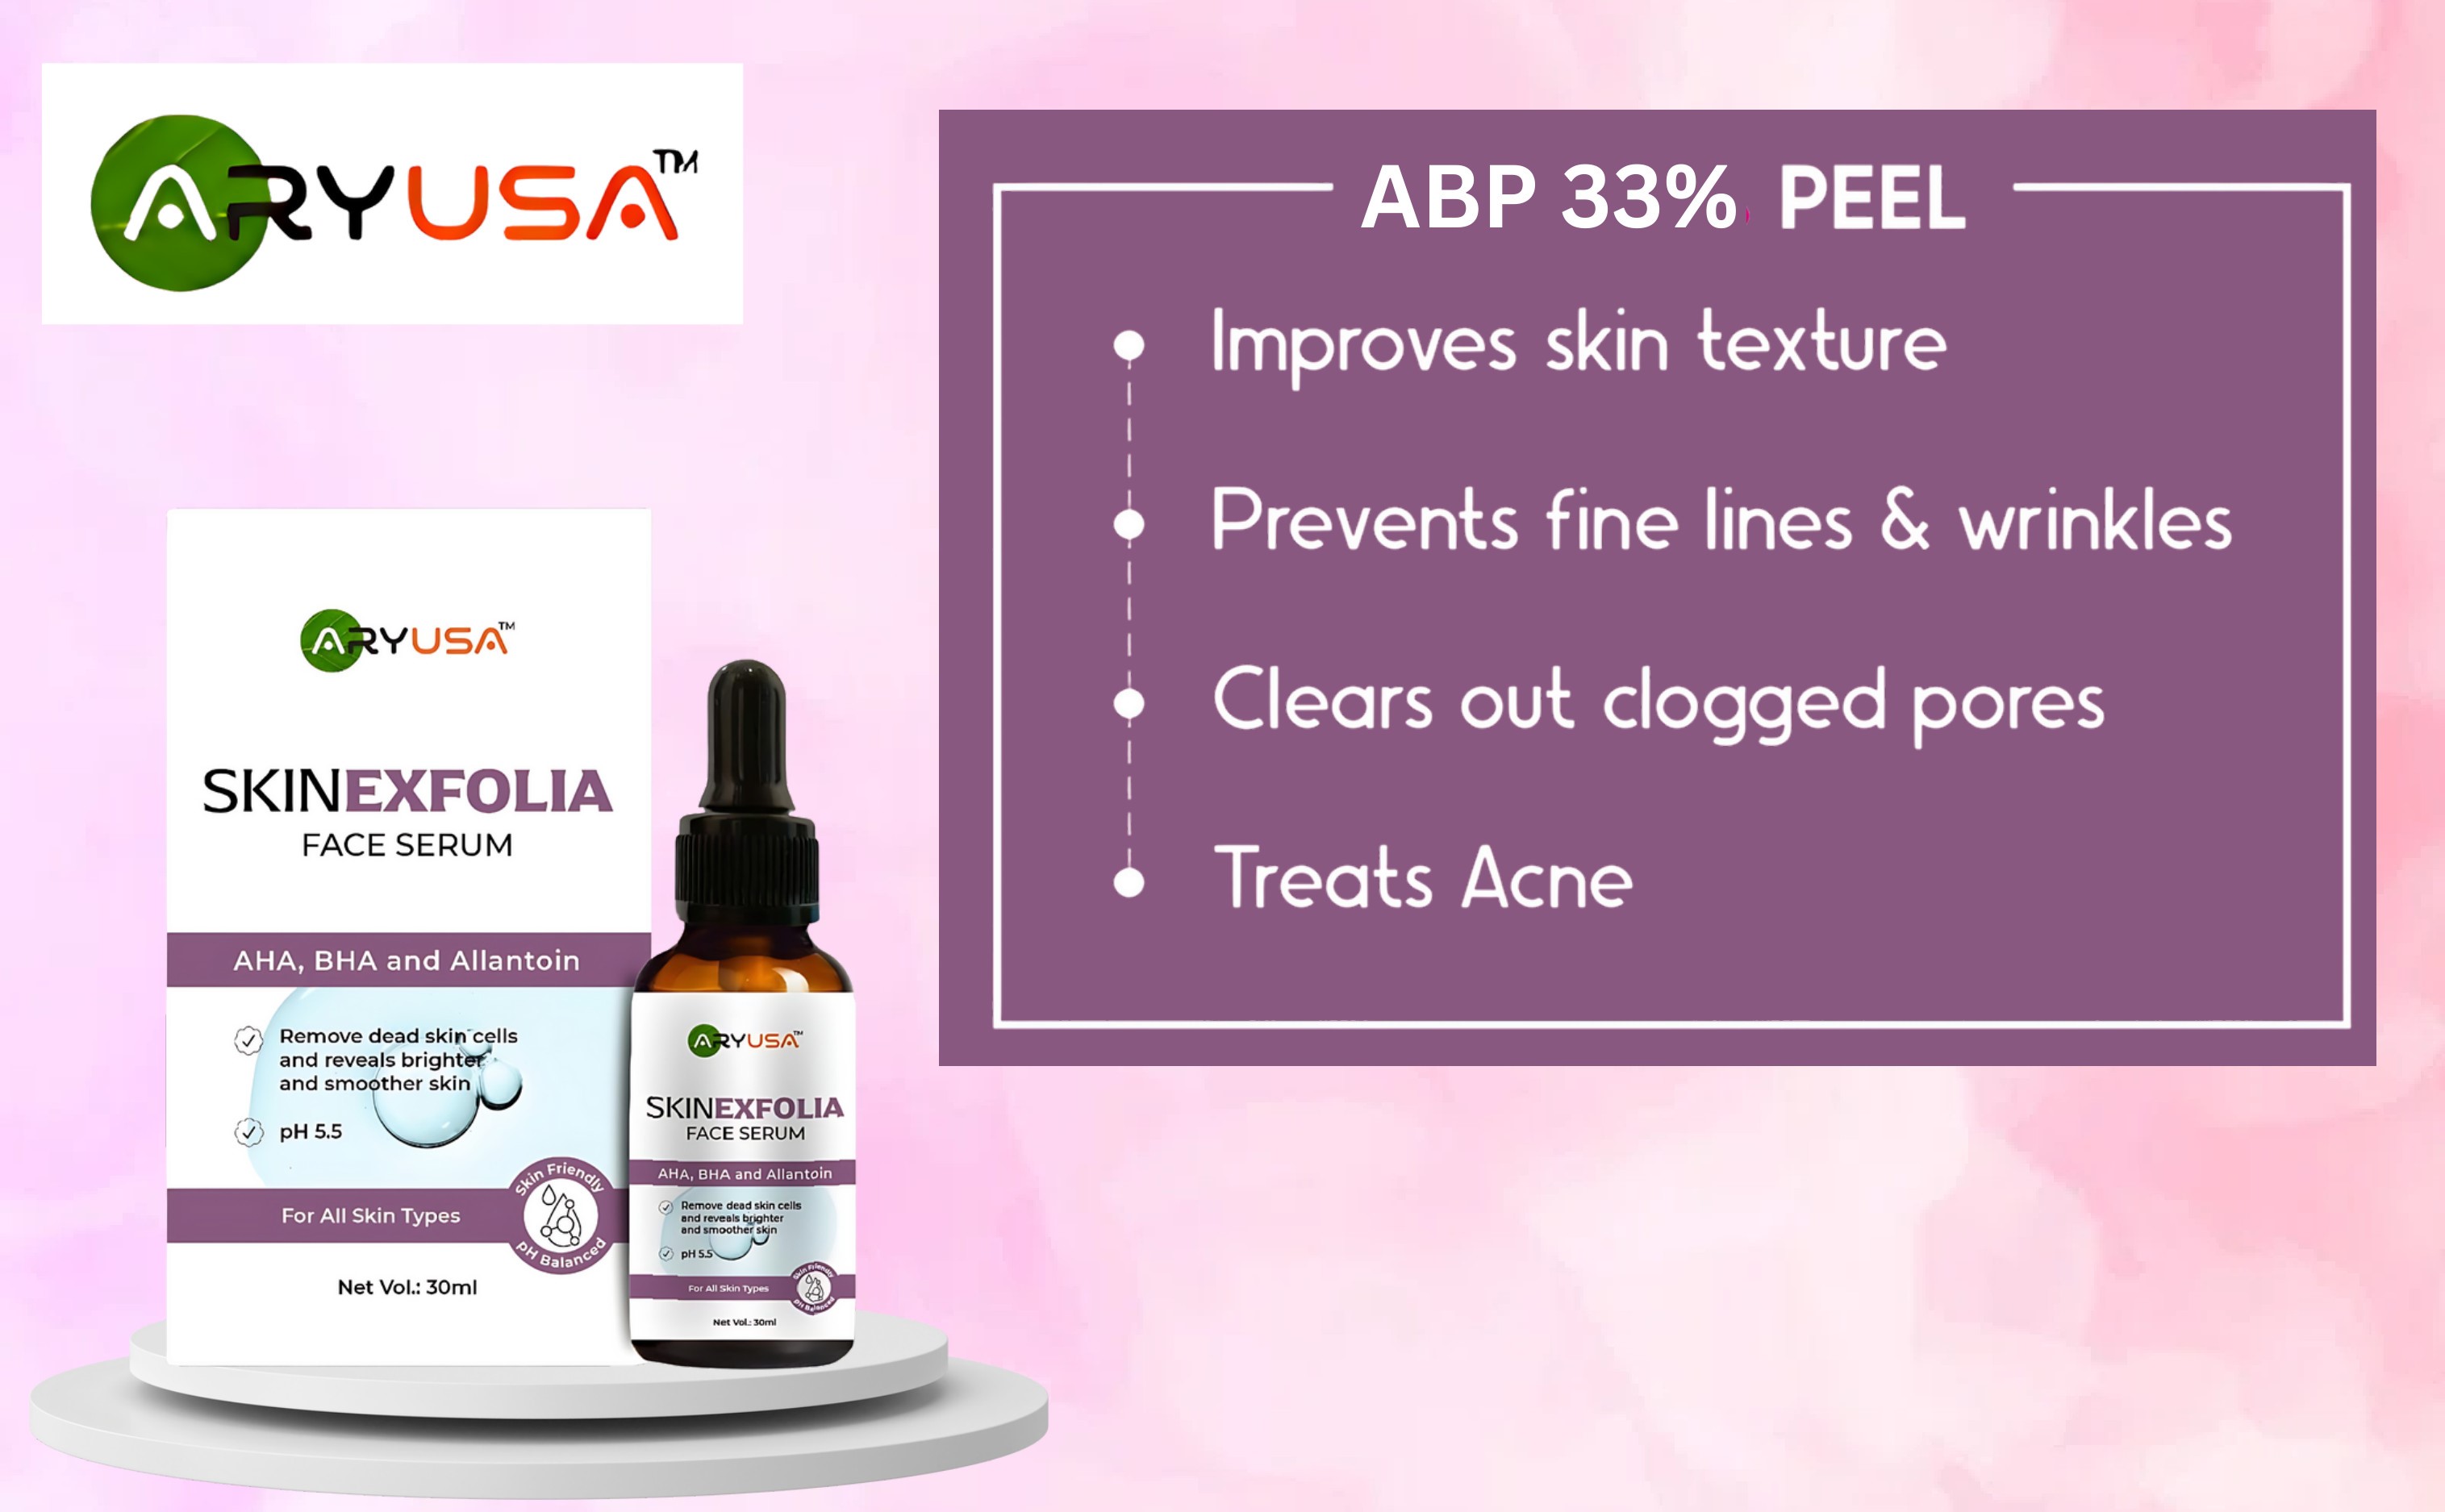 ARYUSA™
ABP 33% PEEL
Improves skin texture
Prevents fine lines & wrinkles
Clears out clogged pores
Treats Acne
ARYUSA™
SKINEXFOLIA
FACE SERUM
AHA, BHA and Allantoin
Remove dead skin cells
and reveals brighter
and smoother skin
pH 5.5
For All Skin Types
Skin Friendly
pH Balanced
Net Vol.: 30ml
ARYUSA™
SKINEXFOLIA
FACE SERUM
AHA, BHA and Allantoin
Remove dead skin cells
and reveals brighter
and smoother skin
pH 5.5
For All Skin Types
Skin Friendly
pH Balanced
Net Vol.: 30ml